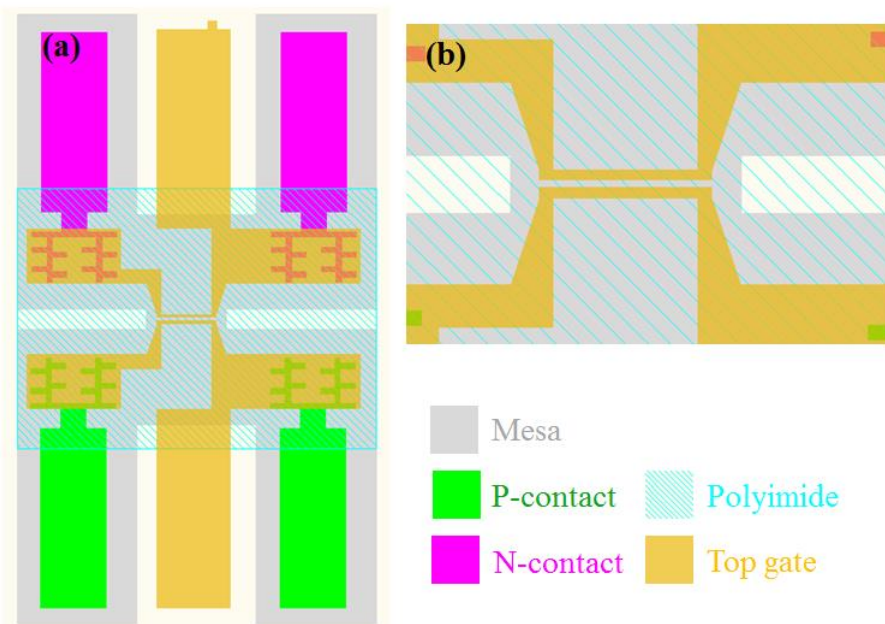 (a)
(b)
Mesa
P-contact
Polyimide
N-contact
Top gate